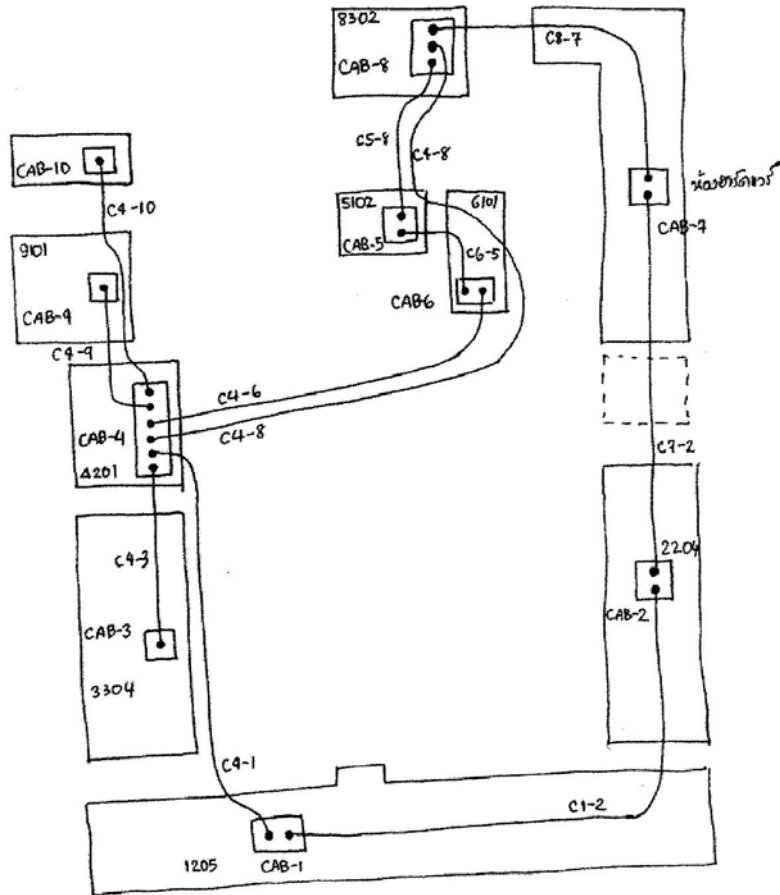 8302
CAB-8
C8-7
C5-8
C4-8
CAB-10
C4-10
5102
CAB-5
6101
C6-5
CAB-7
9101
CAB-9
CAB6
C4-9
C4-6
C4-8
CAB-4
4201
C7-2
C4-3
2204
CAB-2
CAB-3
3304
C4-1
C1-2
1205
CAB-1